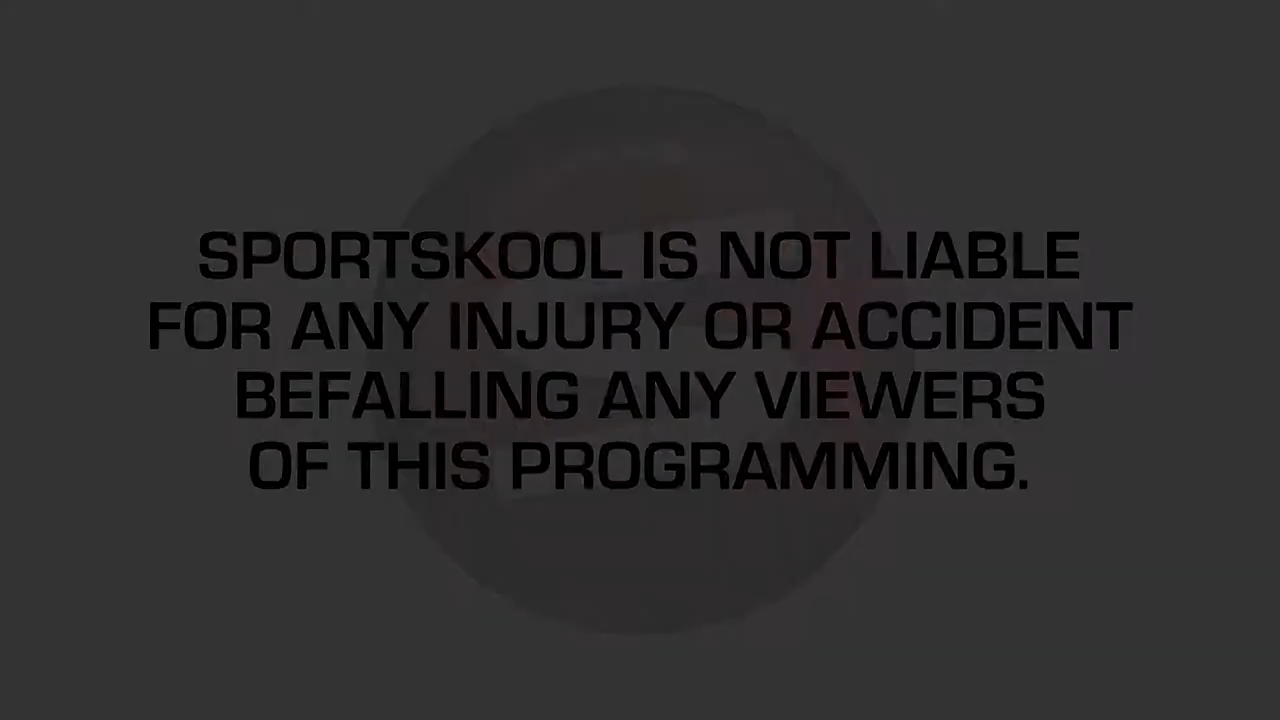 SPORTSKOOL IS NOT LIABLE
FOR ANY INJURY OR ACCIDENT
BEFALLING ANY VIEWERS
OF THIS PROGRAMMING.